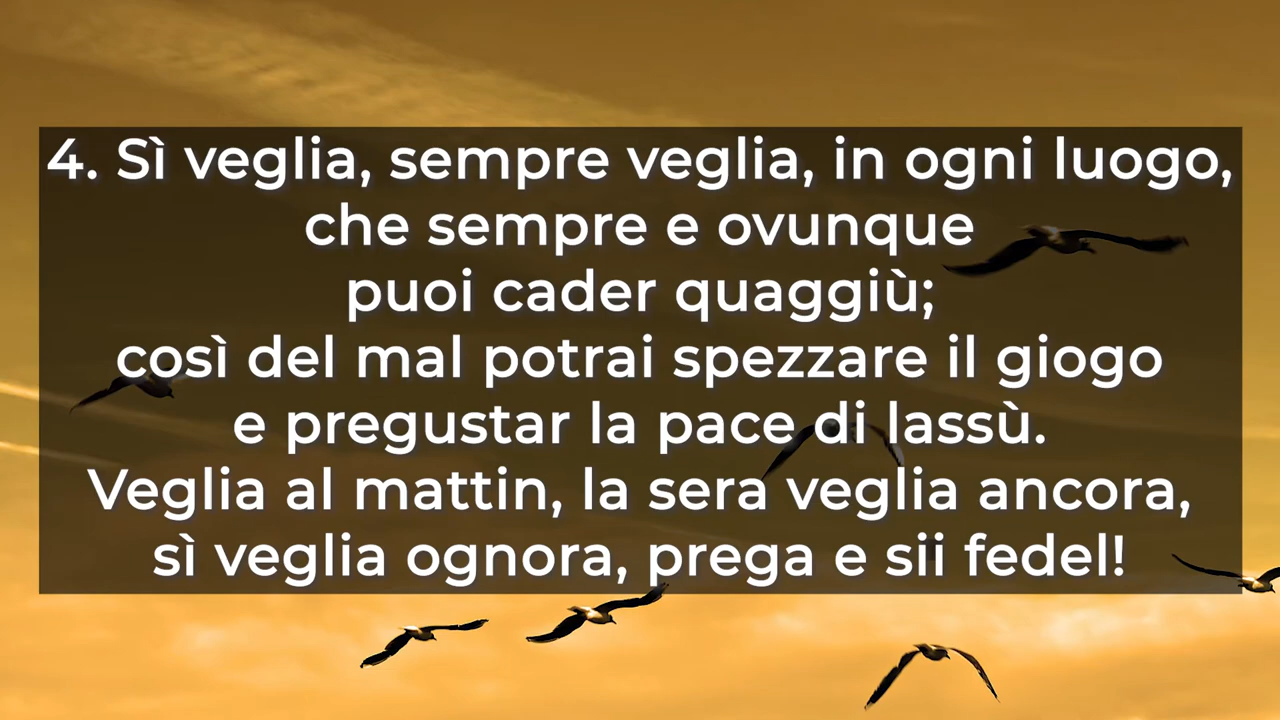 4. Sì veglia, sempre veglia, in ogni luogo,
che sempre e ovunque
puoi cader quaggiù;
così del mal potrai spezzare il giogo
e pregustar la pace di lassù.
Veglia al mattin, la sera veglia ancora,
sì veglia ognora, prega e sii fedel!